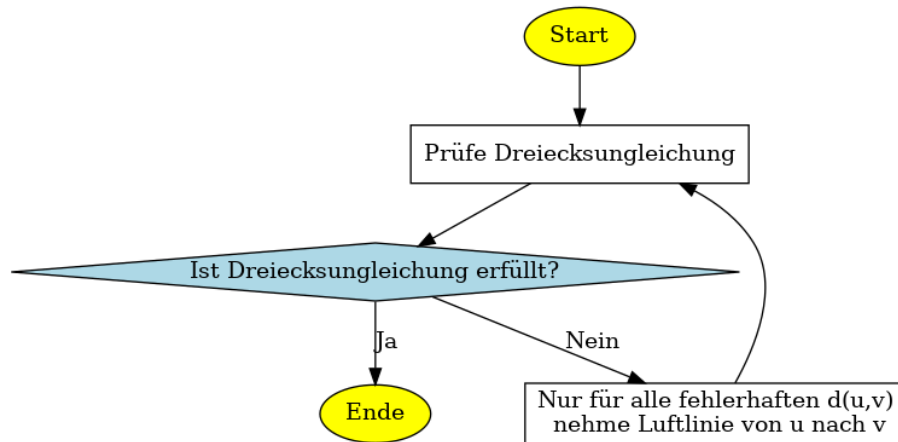 Start
Prüfe Dreiecksungleichung
Ist Dreiecksungleichung erfüllt?
Ja
Nein
Ende
Nur für alle fehlerhaften d(u,v)
nehme Luftlinie von u nach v